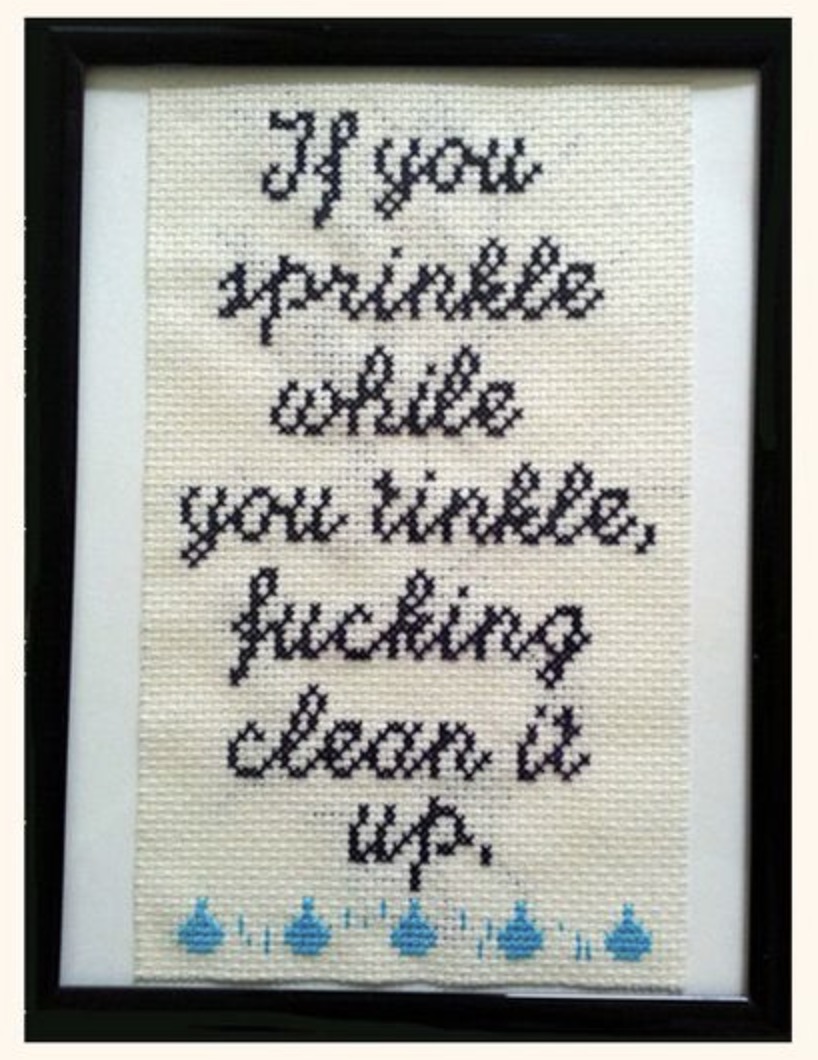 If you
sprinkle
while
you tinkle,
fucking
clean it
up.